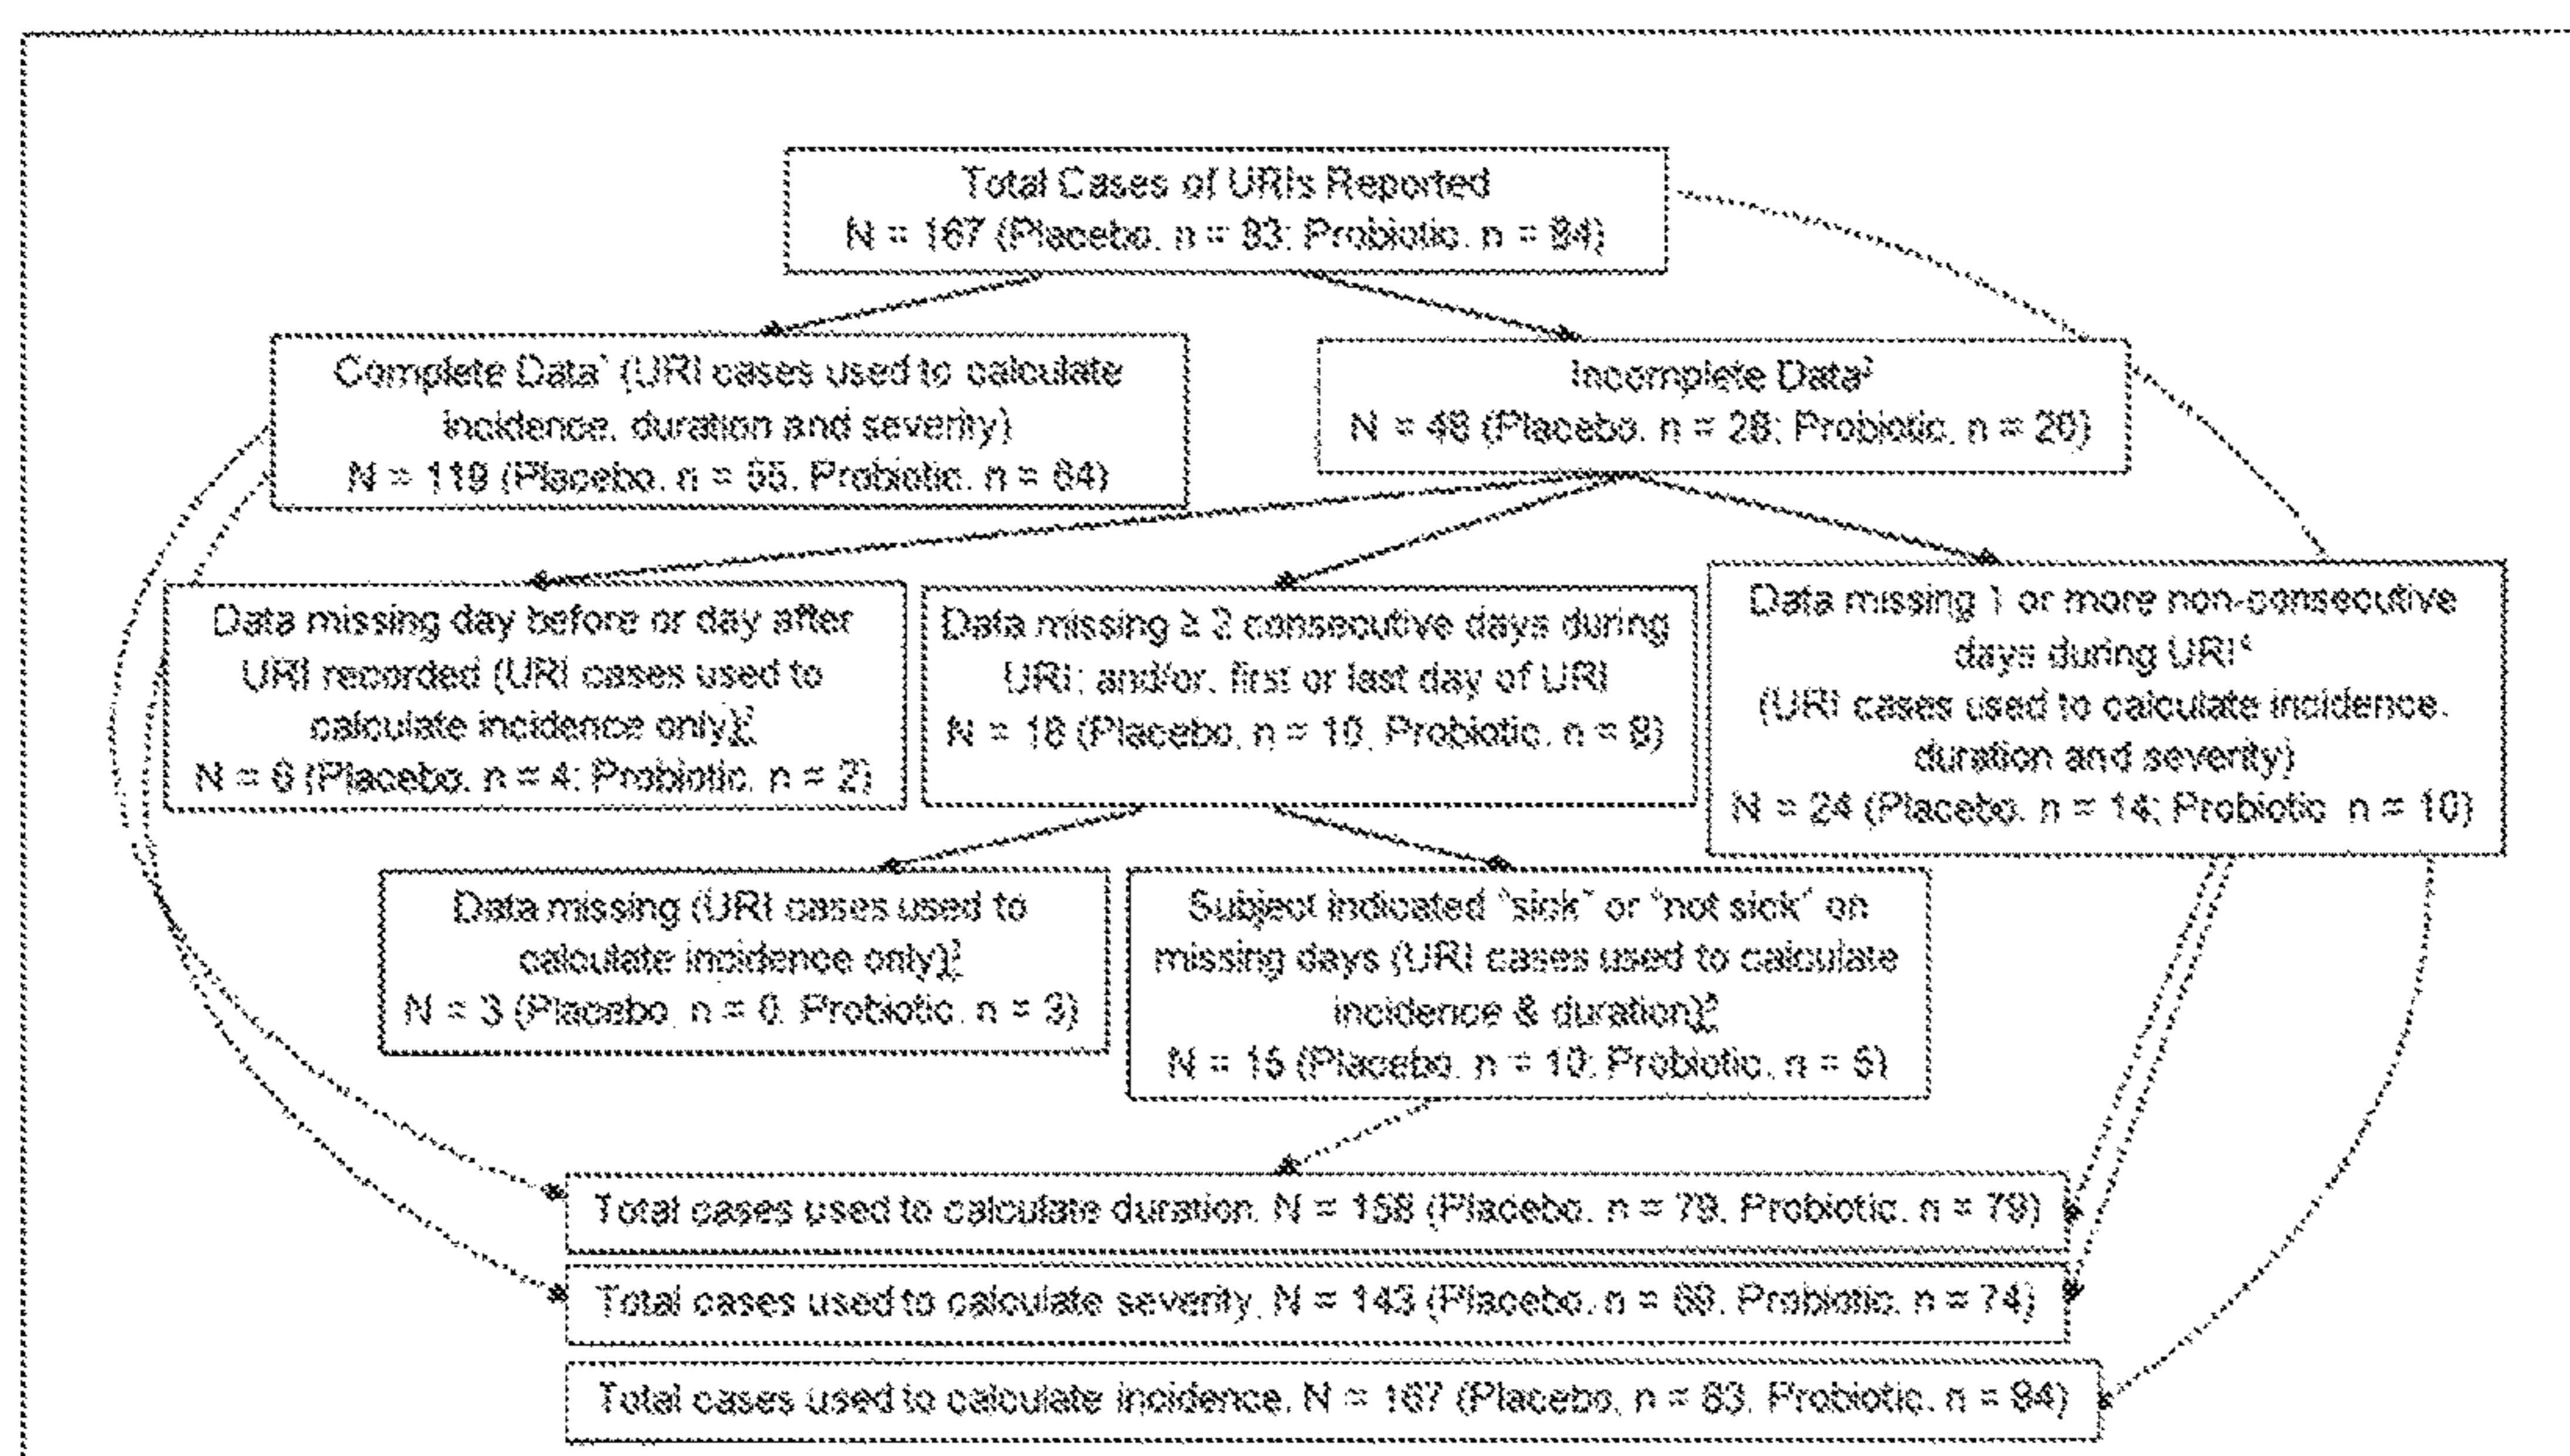 Total Cases of URIs Reported
N = 167 (Placebo, n = 83; Probiotic, n = 84)
Complete Data¹ (URI cases used to calculate
incidence, duration and severity)
N = 119 (Placebo, n = 55, Probiotic, n = 64)
Incomplete Data²
N = 48 (Placebo, n = 28; Probiotic, n = 20)
Data missing day before or day after
URI recorded (URI cases used to
calculate incidence only)
N = 6 (Placebo, n = 4; Probiotic, n = 2)
Data missing ≥ 2 consecutive days during
URI; and/or, first or last day of URI
N = 18 (Placebo, n = 10, Probiotic, n = 8)
Data missing 1 or more non-consecutive
days during URI⁴
(URI cases used to calculate incidence,
duration and severity)
N = 24 (Placebo, n = 14; Probiotic n = 10)
Data missing (URI cases used to
calculate incidence only)
N = 3 (Placebo, n = 0, Probiotic, n = 3)
Subject indicated "sick" or "not sick" on
missing days (URI cases used to calculate
incidence & duration)
N = 15 (Placebo, n = 10; Probiotic, n = 5)
Total cases used to calculate duration, N = 158 (Placebo, n = 79, Probiotic, n = 79)
Total cases used to calculate severity, N = 143 (Placebo, n = 69, Probiotic, n = 74)
Total cases used to calculate incidence, N = 167 (Placebo, n = 83, Probiotic, n = 84)